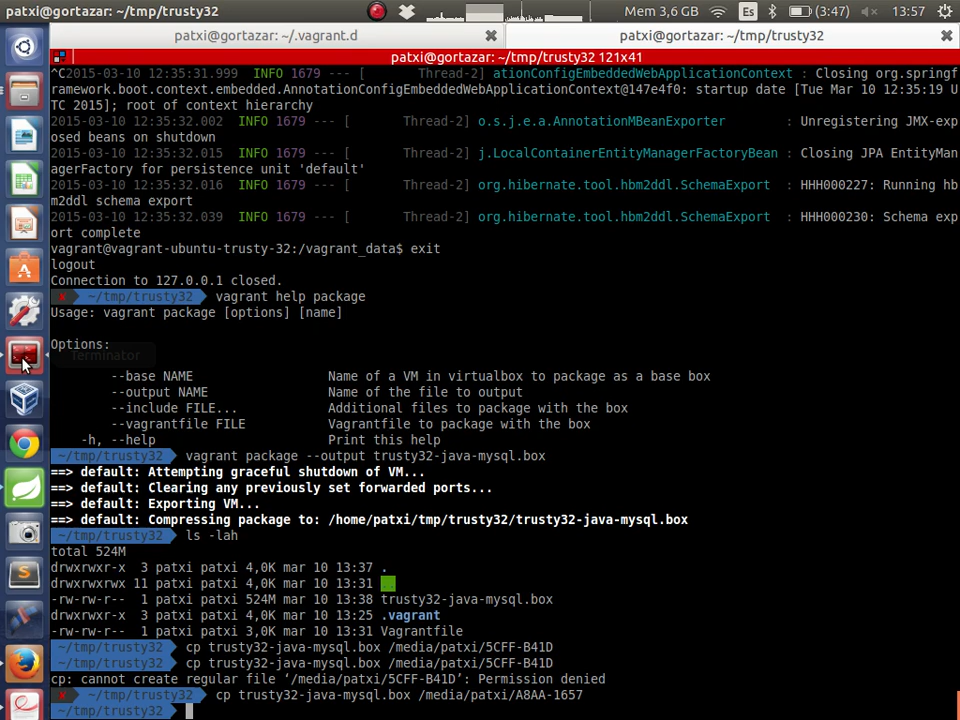 patxi@gortazar: ~/tmp/trusty32
Mem 3,6 GB
Es
(3:47)
13:57
patxi@gortazar: ~/.vagrant.d
patxi@gortazar: ~/tmp/trusty32
patxi@gortazar: ~/tmp/trusty32 121x41
^C2015-03-10 12:35:31.999  INFO 1679 --- [       Thread-2] ationConfigEmbeddedWebApplicationContext : Closing org.springf
ramework.boot.context.embedded.AnnotationConfigEmbeddedWebApplicationContext@147e4f0: startup date [Tue Mar 10 12:35:19 U
TC 2015]; root of context hierarchy
2015-03-10 12:35:32.002  INFO 1679 --- [       Thread-2] o.s.j.e.a.AnnotationMBeanExporter        : Unregistering JMX-exp
osed beans on shutdown
2015-03-10 12:35:32.015  INFO 1679 --- [       Thread-2] j.LocalContainerEntityManagerFactoryBean : Closing JPA EntityMan
agerFactory for persistence unit 'default'
2015-03-10 12:35:32.016  INFO 1679 --- [       Thread-2] org.hibernate.tool.hbm2ddl.SchemaExport  : HHH000227: Running hb
m2ddl schema export
2015-03-10 12:35:32.039  INFO 1679 --- [       Thread-2] org.hibernate.tool.hbm2ddl.SchemaExport  : HHH000230: Schema exp
ort complete
vagrant@vagrant-ubuntu-trusty-32:/vagrant_data$ exit
logout
Connection to 127.0.0.1 closed.
✘ ~/tmp/trusty32 vagrant help package
Usage: vagrant package [options] [name]
Options:
Terminator
--base NAME                  Name of a VM in virtualbox to package as a base box
--output NAME                Name of the file to output
--include FILE...            Additional files to package with the box
--vagrantfile FILE           Vagrantfile to package with the box
-h, --help                       Print this help
~/tmp/trusty32 vagrant package --output trusty32-java-mysql.box
==> default: Attempting graceful shutdown of VM...
==> default: Clearing any previously set forwarded ports...
==> default: Exporting VM...
==> default: Compressing package to: /home/patxi/tmp/trusty32/trusty32-java-mysql.box
~/tmp/trusty32 ls -lah
total 524M
drwxrwxr-x  3 patxi patxi 4,0K mar 10 13:37 .
drwxrwxrwx 11 patxi patxi 4,0K mar 10 13:31 ..
-rw-rw-r--  1 patxi patxi 524M mar 10 13:38 trusty32-java-mysql.box
drwxrwxr-x  3 patxi patxi 4,0K mar 10 13:25 .vagrant
-rw-rw-r--  1 patxi patxi 3,0K mar 10 13:31 Vagrantfile
~/tmp/trusty32 cp trusty32-java-mysql.box /media/patxi/5CFF-B41D
~/tmp/trusty32 cp trusty32-java-mysql.box /media/patxi/5CFF-B41D
cp: cannot create regular file ‘/media/patxi/5CFF-B41D’: Permission denied
✘ ~/tmp/trusty32 cp trusty32-java-mysql.box /media/patxi/A8AA-1657
~/tmp/trusty32